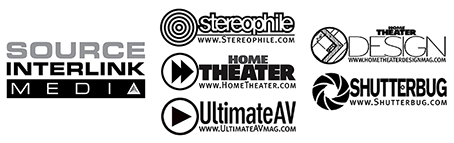 SOURCE
INTERLINK
MEDIA
stereophile
WWW.STEREOPHILE.COM
HOME
THEATER
WWW.HOMETHEATER.COM
UltimateAV
WWW.ULTIMATEAVMAG.COM
HOME
THEATER
DESIGN
WWW.HOMETHEATERDESIGNMAG.COM
SHUTTERBUG
WWW.SHUTTERBUG.COM